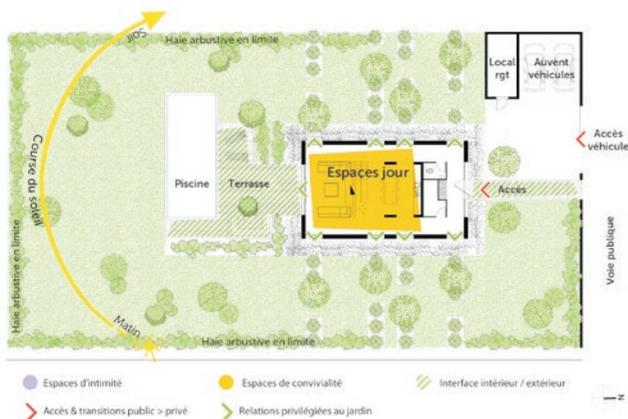 Soir
Haie arbustive en limite
Local
rgt
Auvent
véhicules
Accès
véhicule
Course du soleil
Piscine
Terrasse
Espaces jour
Accès
Voie publique
Haie arbustive en limite
Matin
Haie arbustive en limite
Espaces d'intimité
Espaces de convivialité
Interface intérieur / extérieur
Accès & transitions public > privé
Relations privilégiées au jardin
N